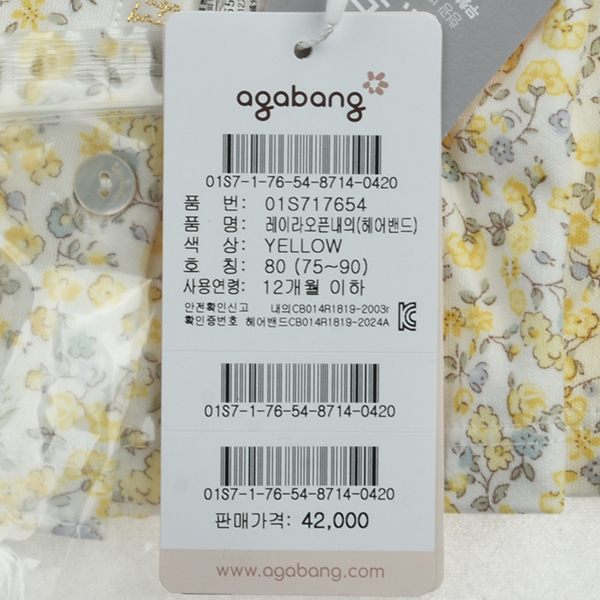 agabang
01S7-1-76-54-8714-0420
품 번: 01S717654
품 명: 레이라오픈내의(헤어밴드)
색 상: YELLOW
호 칭: 80 (75~90)
사용연령: 12개월 이하
안전확인신고 내의CB014R1819-2003r
확인증번호 헤어밴드CB014R1819-2024A
01S7-1-76-54-8714-0420
01S7-1-76-54-8714-0420
판매가격: 42,000
www.agabang.com